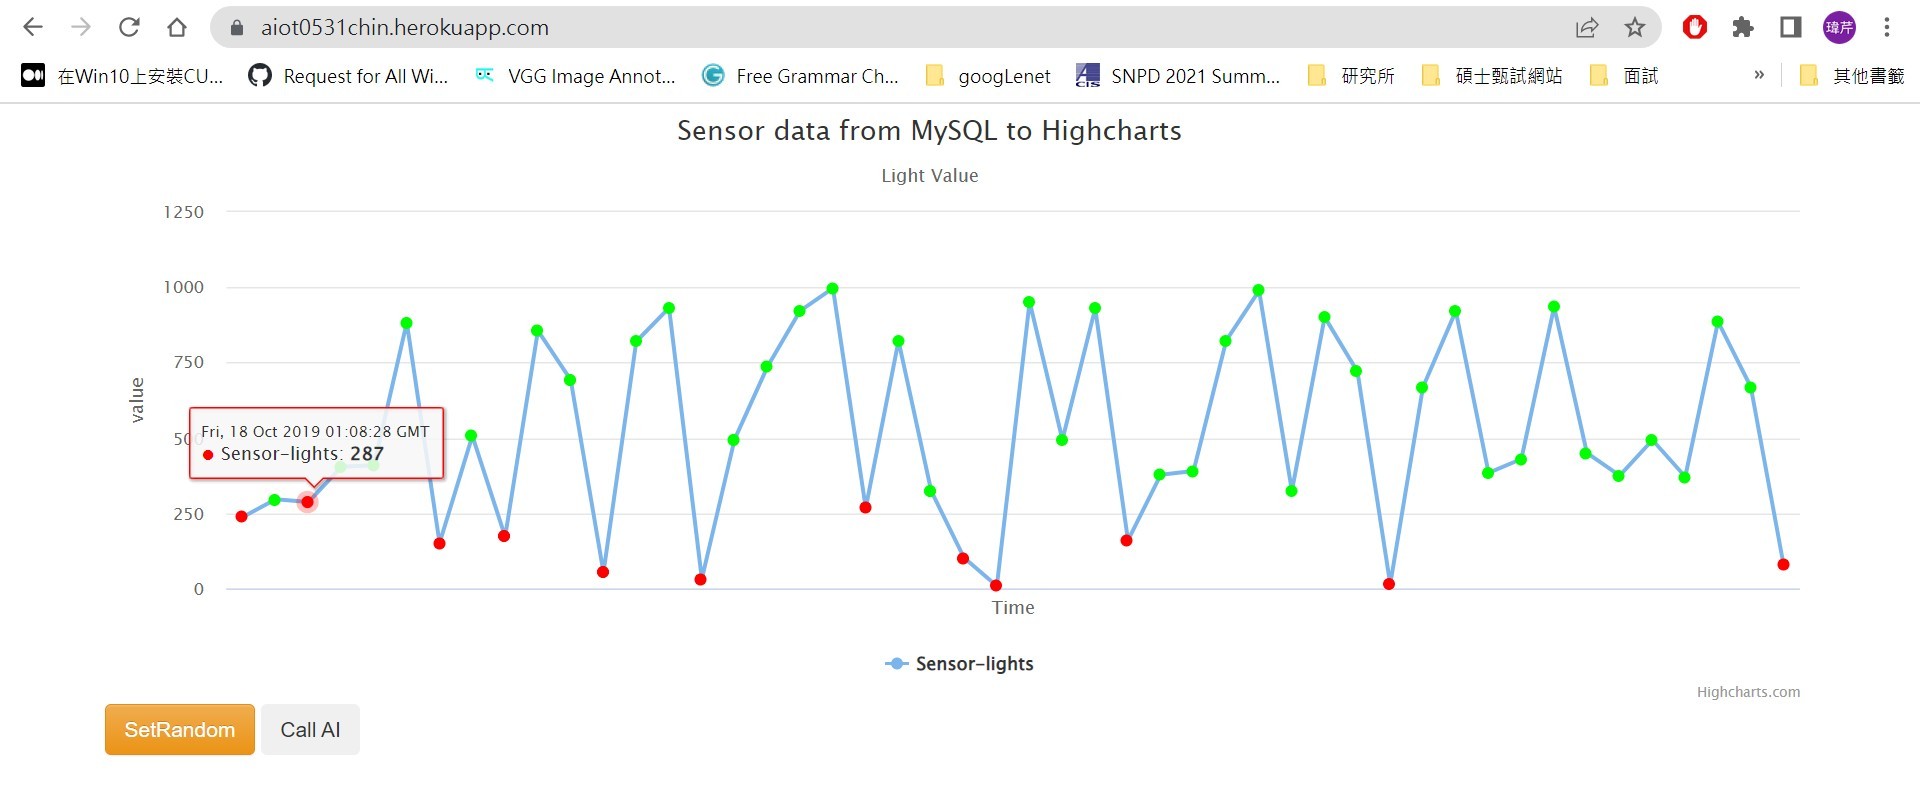 aiot0531chin.herokuapp.com
瑋芹
在Win10上安裝CU... Request for All Wi... VGG Image Annot... Free Grammar Ch... googLenet SNPD 2021 Summ... 研究所 碩士甄試網站 面試 » 其他書籤
ACIS
Sensor data from MySQL to Highcharts
Light Value
1250
1000
750
500
250
0
value
Fri, 18 Oct 2019 01:08:28 GMT
Sensor-lights: 287
Time
Sensor-lights
Highcharts.com
SetRandom Call AI